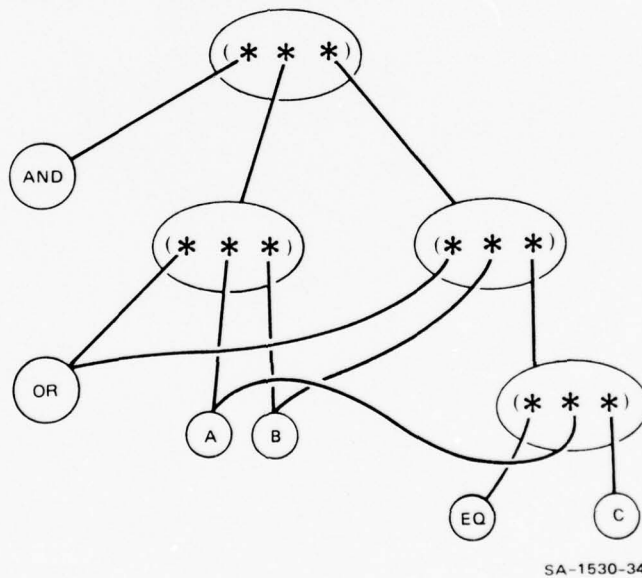 (* * *)
AND
(* * *) (* * *)
OR
A B (* * *)
EQ C
SA-1530-34